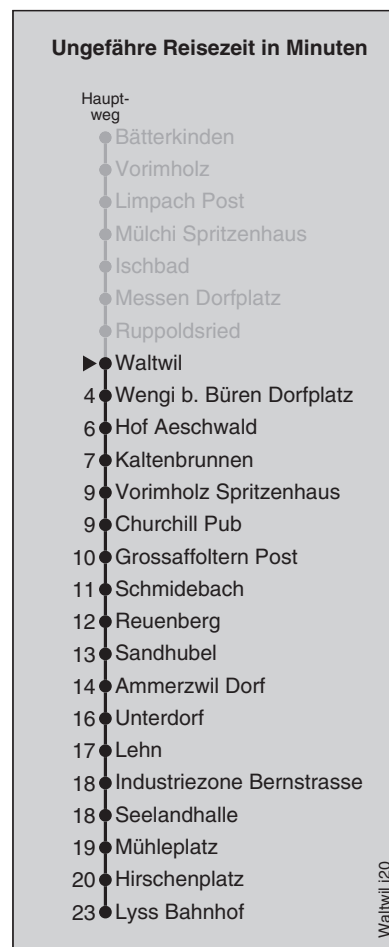 Ungefähre Reisezeit in Minuten
Haupt-
weg
Bätterkinden
Vorimholz
Limpach Post
Mülchi Spritzenhaus
Ischbad
Messen Dorfplatz
Ruppoldsried
Waltwil
4 Wengi b. Büren Dorfplatz
6 Hof Aeschwald
7 Kaltenbrunnen
9 Vorimholz Spritzenhaus
9 Churchill Pub
10 Grossaffoltern Post
11 Schmidebach
12 Reuenberg
13 Sandhubel
14 Ammerzwil Dorf
16 Unterdorf
17 Lehn
18 Industriezone Bernstrasse
18 Seelandhalle
19 Mühleplatz
20 Hirschenplatz
23 Lyss Bahnhof
Waltwil j20